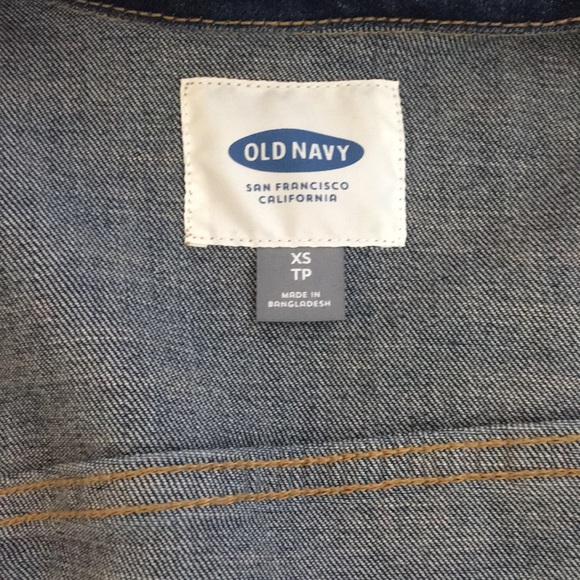 OLD NAVY
SAN FRANCISCO
CALIFORNIA
XS
TP
MADE IN
BANGLADESH